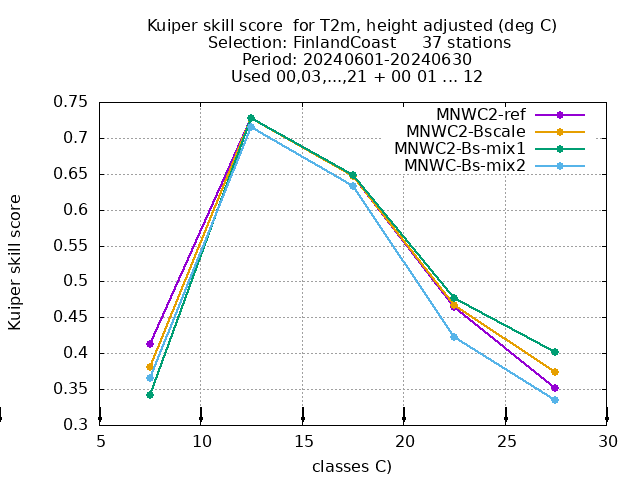 Kuiper skill score  for T2m, height adjusted (deg C)
Selection: FinlandCoast     37 stations
Period: 20240601-20240630
Used 00,03,...,21 + 00 01 ... 12
MNWC2-ref
MNWC2-Bscale
MNWC2-Bs-mix1
MNWC-Bs-mix2
Kuiper skill score
0.75
0.7
0.65
0.6
0.55
0.5
0.45
0.4
0.35
0.3
5 10 15 20 25 30
classes C)